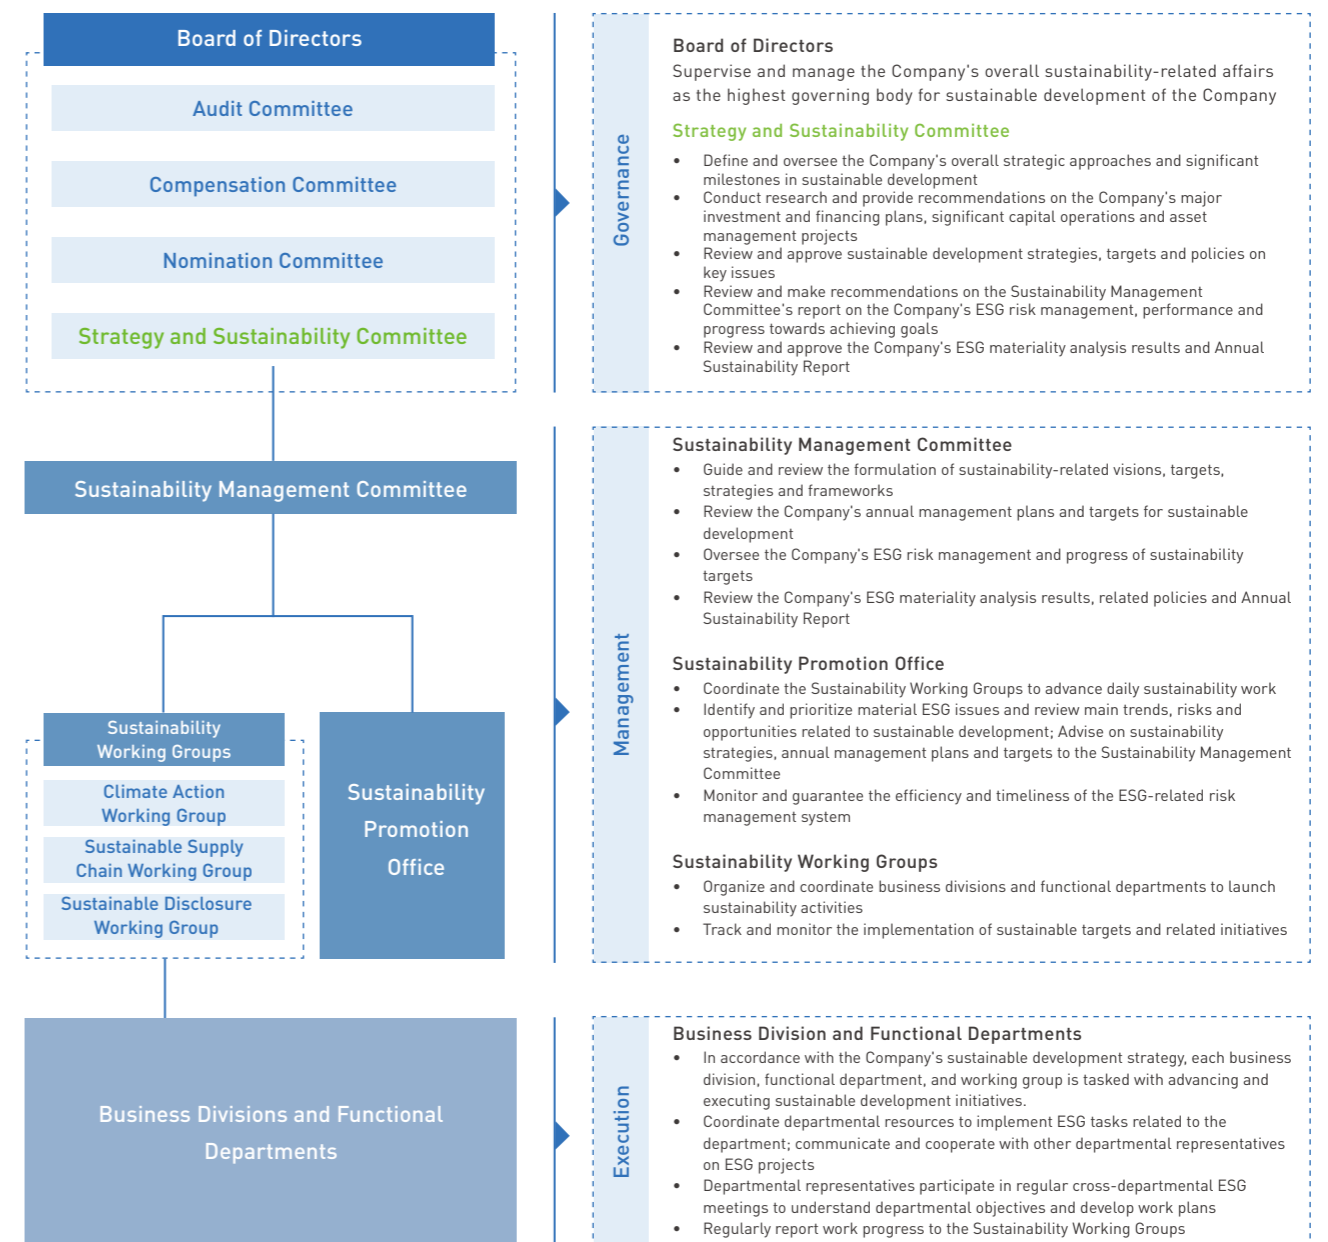 Board of Directors
Audit Committee
Compensation Committee
Nomination Committee
Strategy and Sustainability Committee
Governance
Board of Directors
Supervise and manage the Company's overall sustainability-related affairs
as the highest governing body for sustainable development of the Company
Strategy and Sustainability Committee
• Define and oversee the Company's overall strategic approaches and significant
milestones in sustainable development
• Conduct research and provide recommendations on the Company's major
investment and financing plans, significant capital operations and asset
management projects
• Review and approve sustainable development strategies, targets and policies on
key issues
• Review and make recommendations on the Sustainability Management
Committee's report on the Company's ESG risk management, performance and
progress towards achieving goals
• Review and approve the Company's ESG materiality analysis results and Annual
Sustainability Report
Sustainability Management Committee
Sustainability
Working Groups
Climate Action
Working Group
Sustainable Supply
Chain Working Group
Sustainable Disclosure
Working Group
Sustainability
Promotion
Office
Management
Sustainability Management Committee
• Guide and review the formulation of sustainability-related visions, targets,
strategies and frameworks
• Review the Company's annual management plans and targets for sustainable
development
• Oversee the Company's ESG risk management and progress of sustainability
targets
• Review the Company's ESG materiality analysis results, related policies and Annual
Sustainability Report
Sustainability Promotion Office
• Coordinate the Sustainability Working Groups to advance daily sustainability work
• Identify and prioritize material ESG issues and review main trends, risks and
opportunities related to sustainable development; Advise on sustainability
strategies, annual management plans and targets to the Sustainability Management
Committee
• Monitor and guarantee the efficiency and timeliness of the ESG-related risk
management system
Sustainability Working Groups
• Organize and coordinate business divisions and functional departments to launch
sustainability activities
• Track and monitor the implementation of sustainable targets and related initiatives
Business Divisions and Functional
Departments
Execution
Business Division and Functional Departments
• In accordance with the Company's sustainable development strategy, each business
division, functional department, and working group is tasked with advancing and
executing sustainable development initiatives.
• Coordinate departmental resources to implement ESG tasks related to the
department; communicate and cooperate with other departmental representatives
on ESG projects
• Departmental representatives participate in regular cross-departmental ESG
meetings to understand departmental objectives and develop work plans
• Regularly report work progress to the Sustainability Working Groups